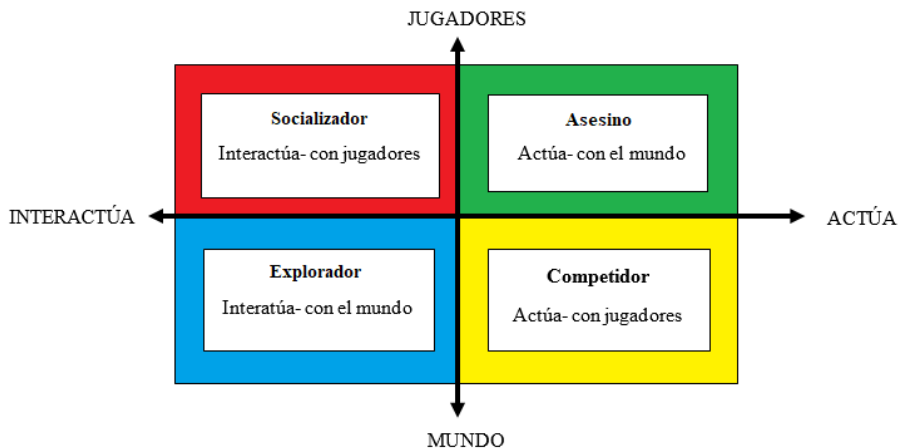 JUGADORES
Socializador
Interactúa- con jugadores
Asesino
Actúa- con el mundo
INTERACTÚA
ACTÚA
Explorador
Interatúa- con el mundo
Competidor
Actúa- con jugadores
MUNDO